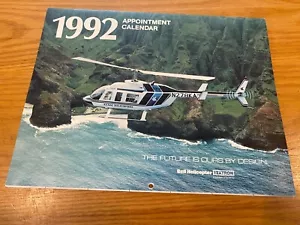 1992 APPOINTMENT
CALENDAR
THE FUTURE IS OURS BY DESIGN.
Bell Helicopter TEXTRON